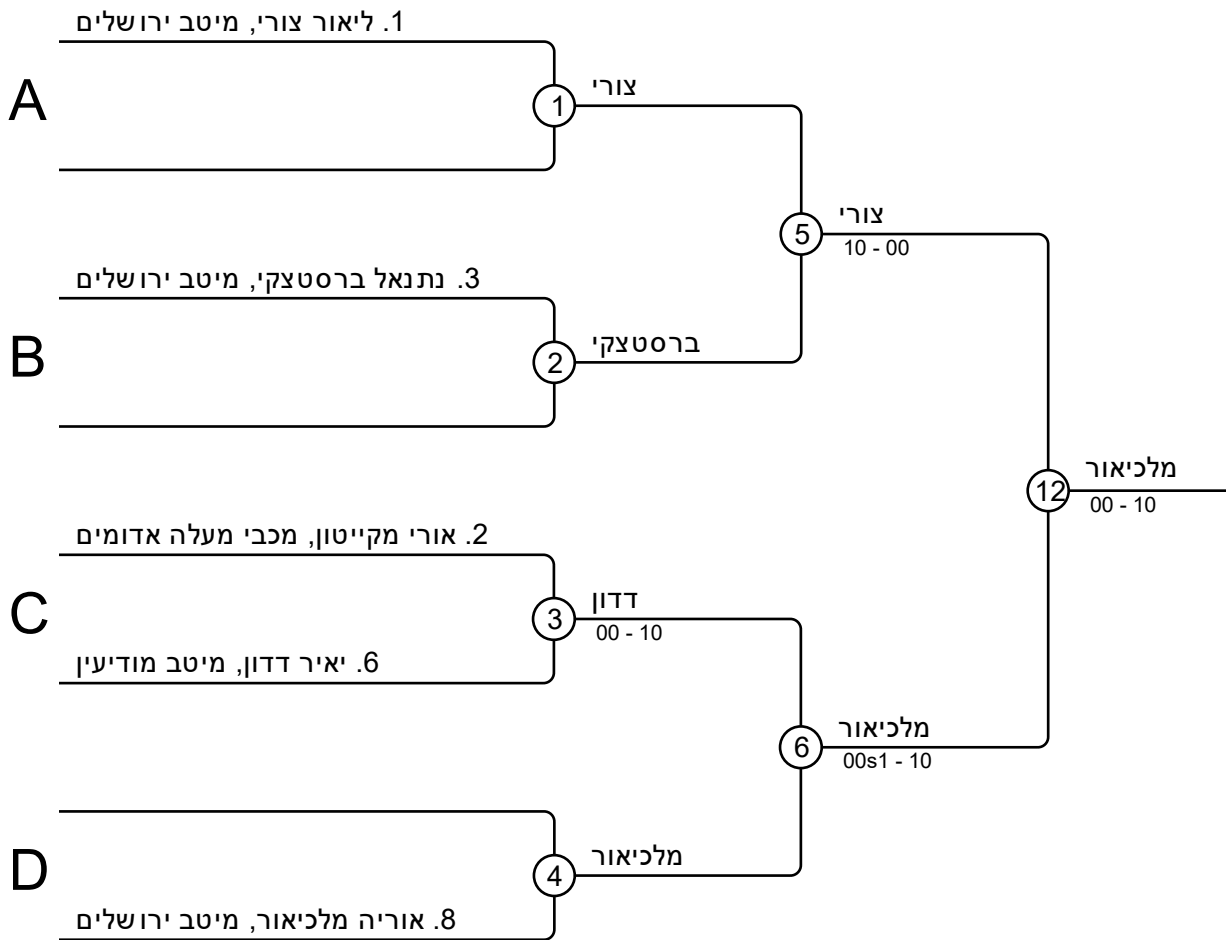 1. ליאור צורי, מיטב ירושלים
A
1
צורי
5
צורי
10 - 00
3. נתנאל ברסטצקי, מיטב ירושלים
B
2
ברסטצקי
12
מלכיאור
00 - 10
2. אורי מקייטון, מכבי מעלה אדומים
C
3
דדון
00 - 10
6. יאיר דדון, מיטב מודיעין
6
מלכיאור
00s1 - 10
D
4
מלכיאור
8. אוריה מלכיאור, מיטב ירושלים